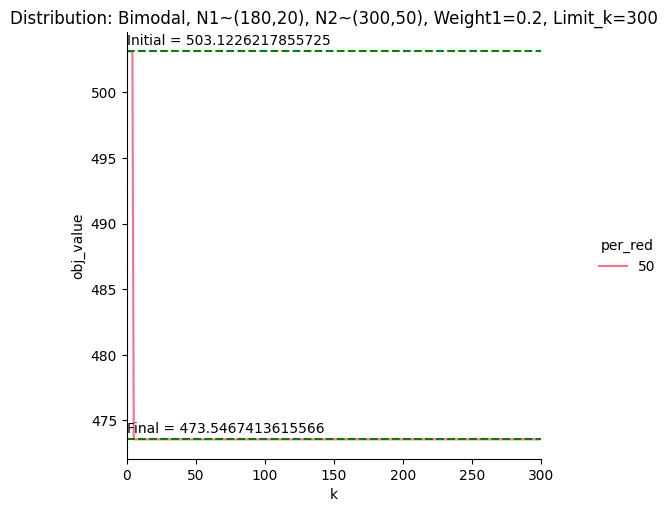 Distribution: Bimodal, N1~(180,20), N2~(300,50), Weight1=0.2, Limit_k=300
Initial = 503.1226217855725
500
495
490
485
480
475
obj_value
per_red
50
Final = 473.5467413615566
0 50 100 150 200 250 300
k